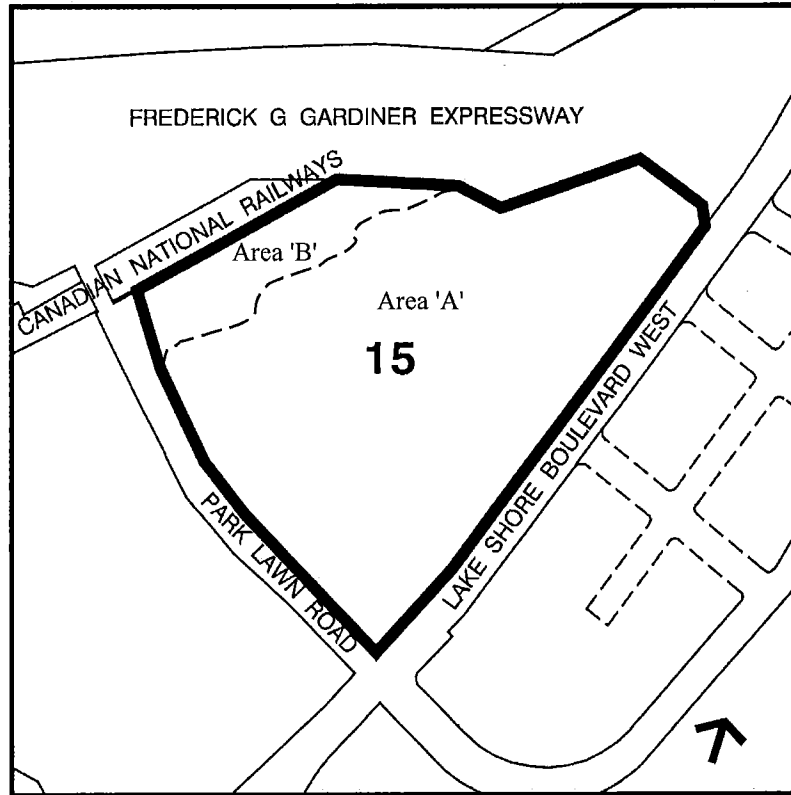 FREDERICK G GARDINER EXPRESSWAY
CANADIAN NATIONAL RAILWAYS
Area 'B'
Area 'A'
15
LAKE SHORE BOULEVARD WEST
PARK LAWN ROAD